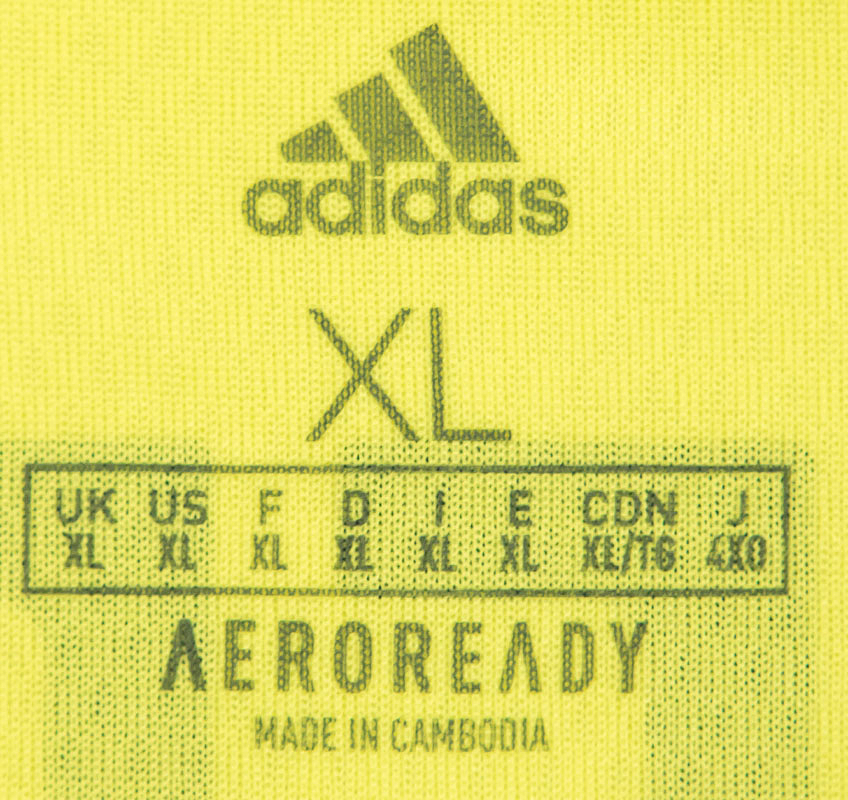 adidas
XL
UK US F D I E CDN J
XL XL XL XL XL XL XL/TG 4XO
AEROREADY
MADE IN CAMBODIA